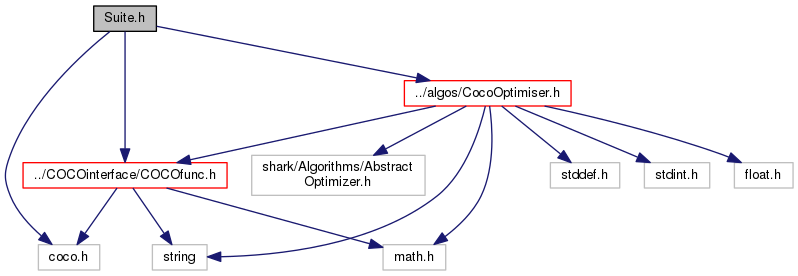 Suite.h
../algos/CocoOptimiser.h
../COCOinterface/COCOfunc.h
shark/Algorithms/Abstract
Optimizer.h
stddef.h
stdint.h
float.h
coco.h
string
math.h